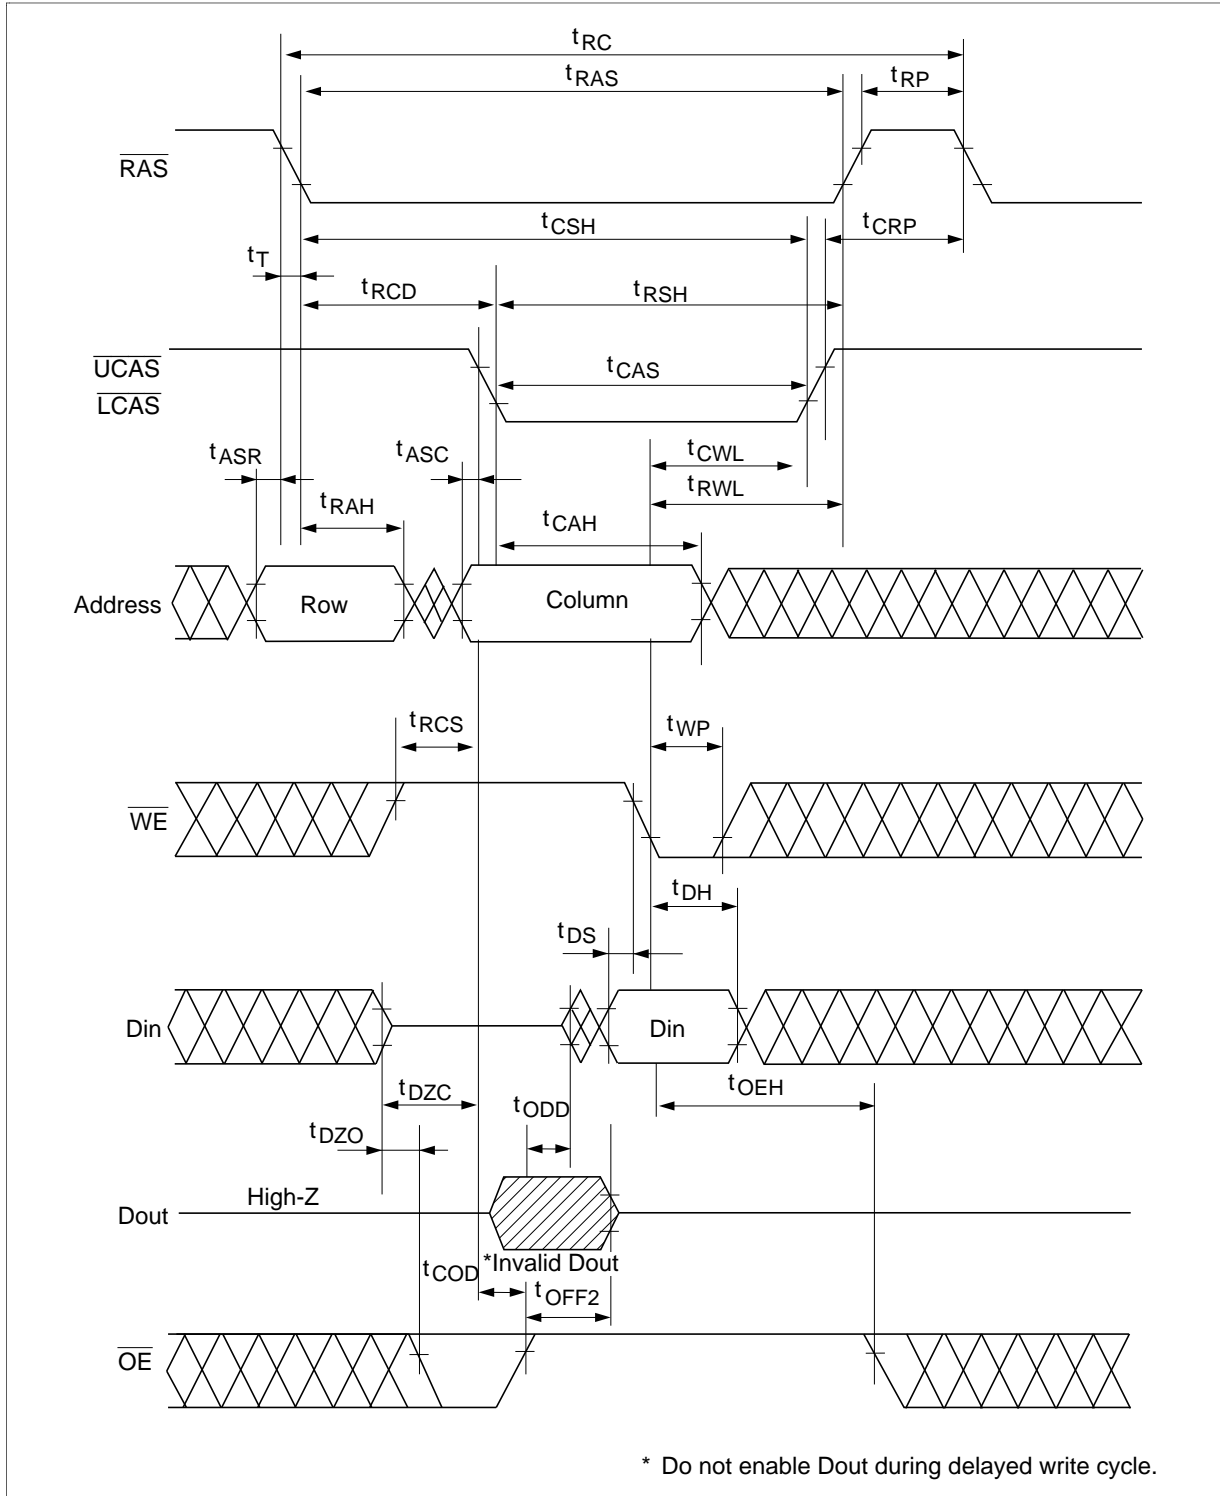 tRC
tRAS
tRP
RAS
tCSH
tCRP
tT
tRCD
tRSH
UCAS
tCAS
LCAS
tASR
tASC
tCWL
tRWL
tRAH
tCAH
Address
Row
Column
tRCS
tWP
WE
tDH
tDS
Din
Din
tDZC
tODD
tOEH
tDZO
High-Z
Dout
*Invalid Dout
tCOD
tOFF2
OE
* Do not enable Dout during delayed write cycle.